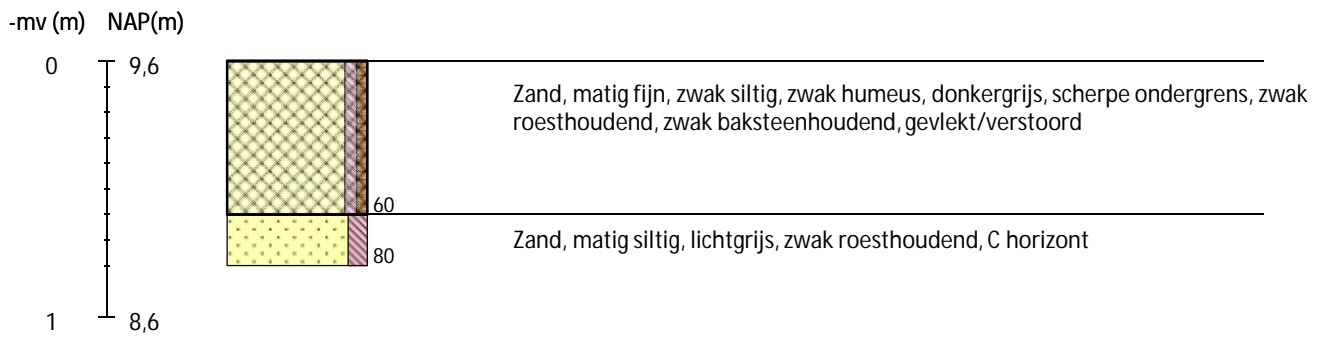 -mv (m) NAP(m)
0 9,6
Zand, matig fijn, zwak siltig, zwak humeus, donkergrijs, scherpe ondergrens, zwak
roesthoudend, zwak baksteenhoudend, gevlekt/verstoord
60
Zand, matig siltig, lichtgrijs, zwak roesthoudend, C horizont
80
1 8,6